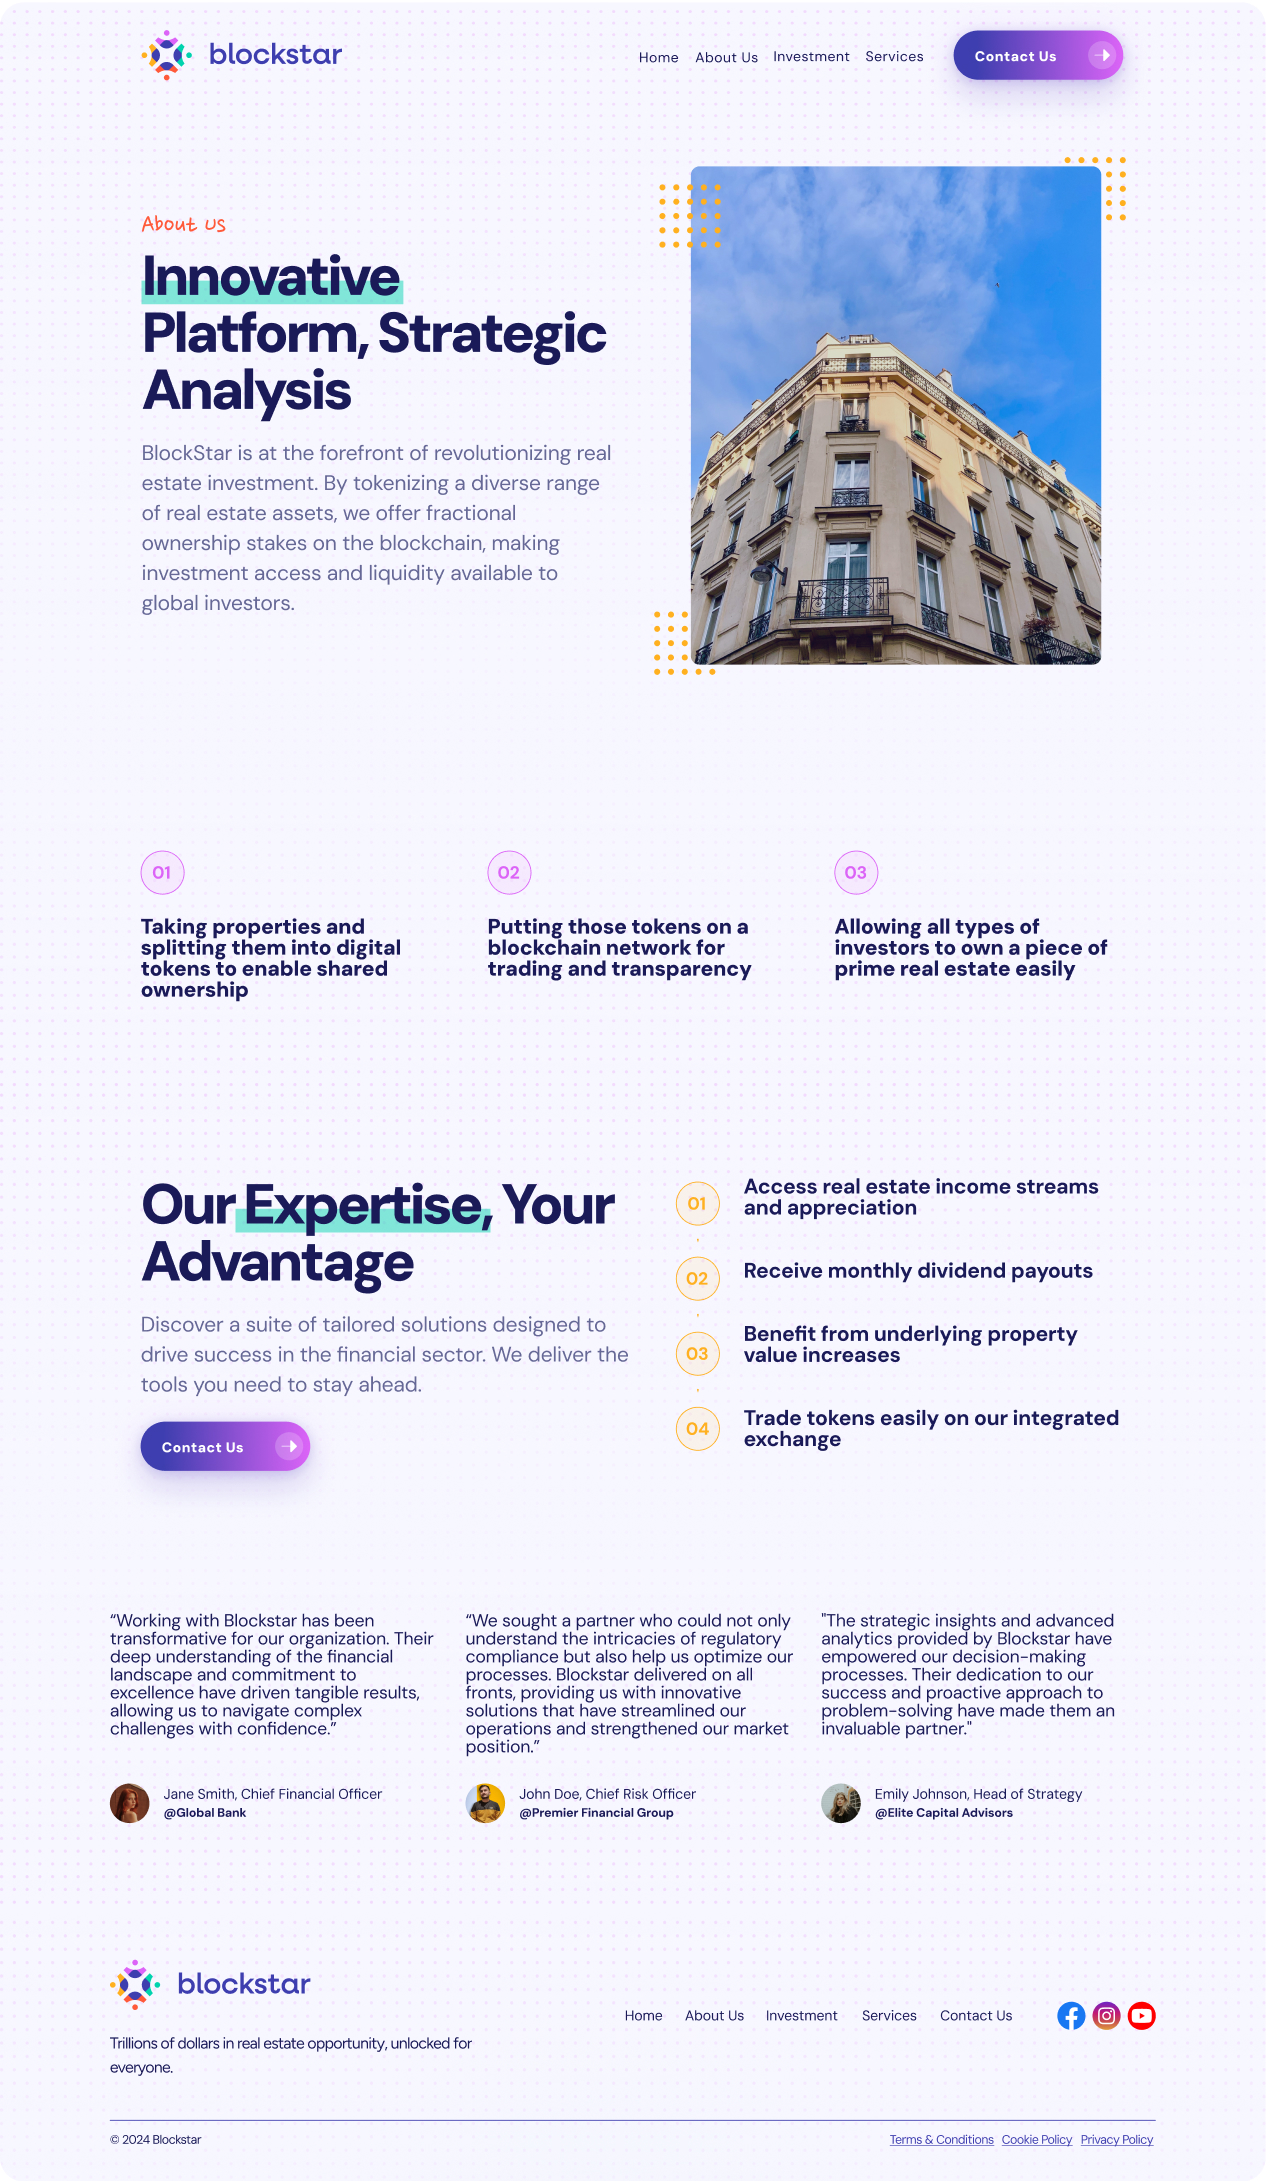 blockstar
Home About Us Investment Services Contact Us
About US
Innovative
Platform, Strategic
Analysis
BlockStar is at the forefront of revolutionizing real
estate investment. By tokenizing a diverse range
of real estate assets, we offer fractional
ownership stakes on the blockchain, making
investment access and liquidity available to
global investors.
01
Taking properties and
splitting them into digital
tokens to enable shared
ownership
02
Putting those tokens on a
blockchain network for
trading and transparency
03
Allowing all types of
investors to own a piece of
prime real estate easily
Our Expertise, Your
Advantage
Discover a suite of tailored solutions designed to
drive success in the financial sector. We deliver the
tools you need to stay ahead.
Contact Us
01
Access real estate income streams
and appreciation
02
Receive monthly dividend payouts
03
Benefit from underlying property
value increases
04
Trade tokens easily on our integrated
exchange
“Working with Blockstar has been
transformative for our organization. Their
deep understanding of the financial
landscape and commitment to
excellence have driven tangible results,
allowing us to navigate complex
challenges with confidence.”
Jane Smith, Chief Financial Officer
@Global Bank
“We sought a partner who could not only
understand the intricacies of regulatory
compliance but also help us optimize our
processes. Blockstar delivered on all
fronts, providing us with innovative
solutions that have streamlined our
operations and strengthened our market
position.”
John Doe, Chief Risk Officer
@Premier Financial Group
"The strategic insights and advanced
analytics provided by Blockstar have
empowered our decision-making
processes. Their dedication to our
success and proactive approach to
problem-solving have made them an
invaluable partner."
Emily Johnson, Head of Strategy
@Elite Capital Advisors
blockstar
Trillions of dollars in real estate opportunity, unlocked for
everyone.
Home About Us Investment Services Contact Us
© 2024 Blockstar
Terms & Conditions Cookie Policy Privacy Policy